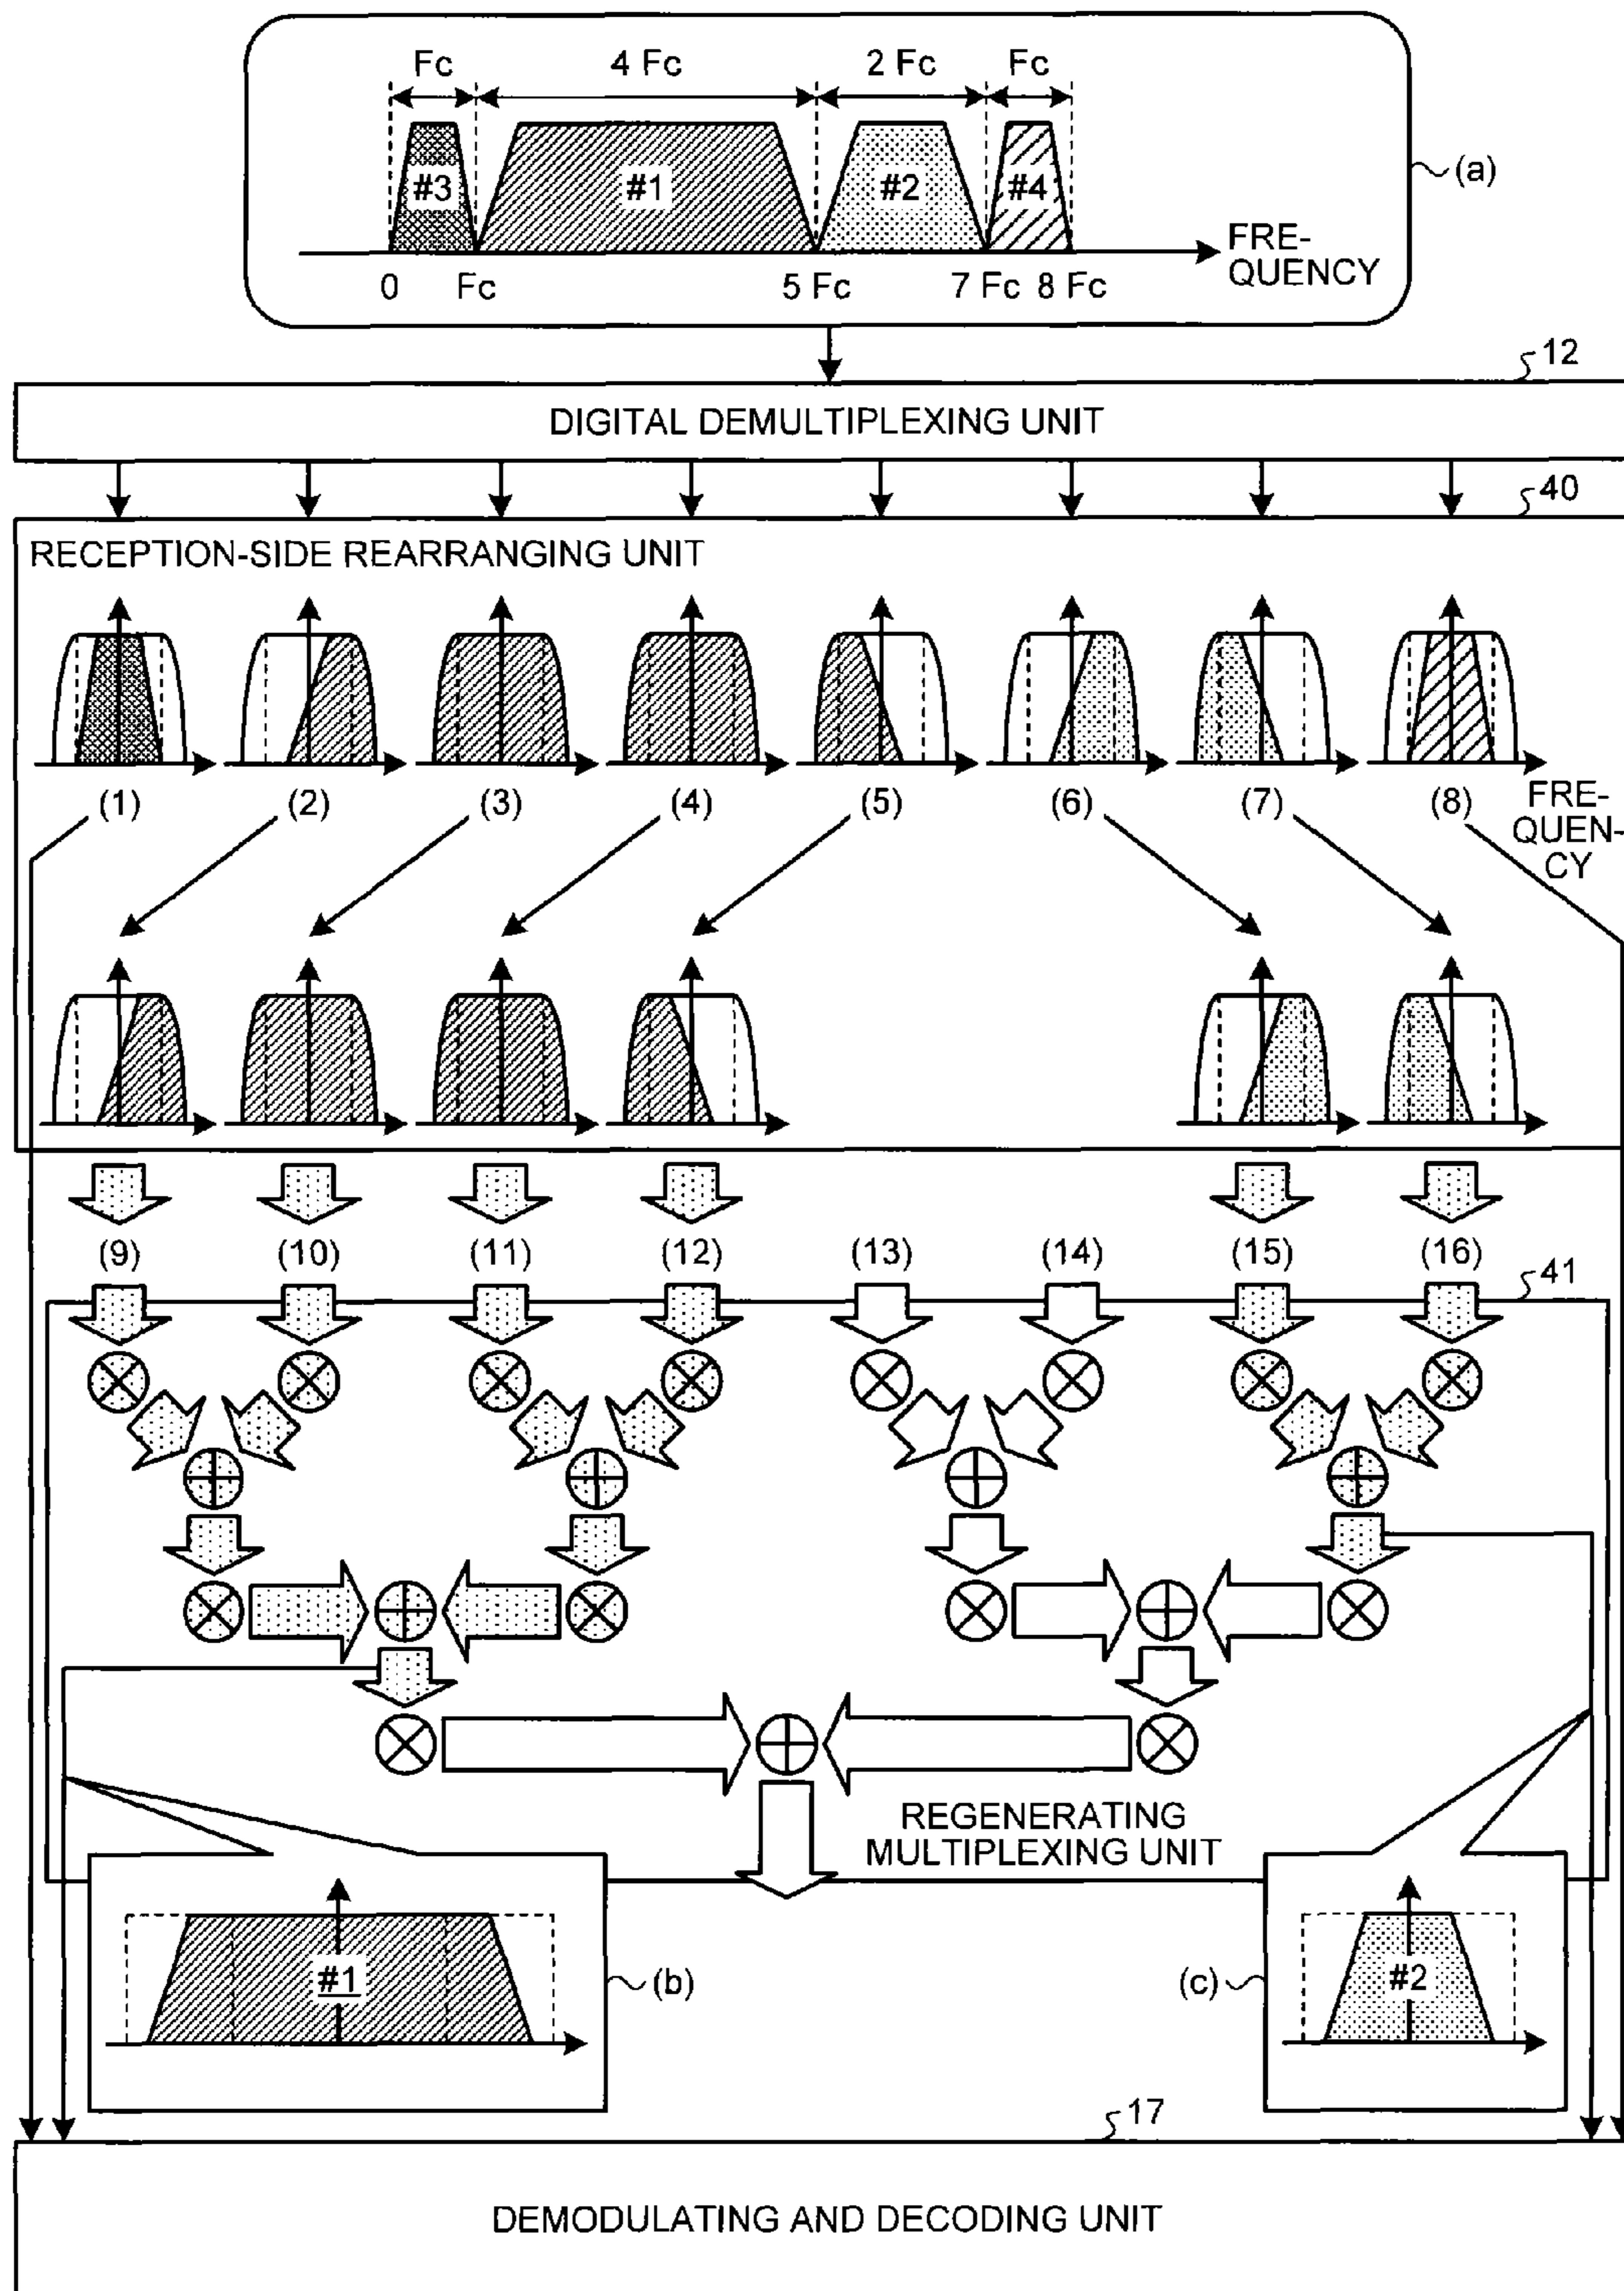 Fc 4 Fc 2 Fc Fc
#3 #1 #2 #4
(a)
FRE-
QUENCY
0 Fc 5 Fc 7 Fc 8 Fc
12
DIGITAL DEMULTIPLEXING UNIT
40
RECEPTION-SIDE REARRANGING UNIT
(1) (2) (3) (4) (5) (6) (7) (8)
FRE-
QUEN-
CY
(9) (10) (11) (12) (13) (14) (15) (16)
41
REGENERATING
MULTIPLEXING UNIT
#1
(b)
(c)
#2
17
DEMODULATING AND DECODING UNIT